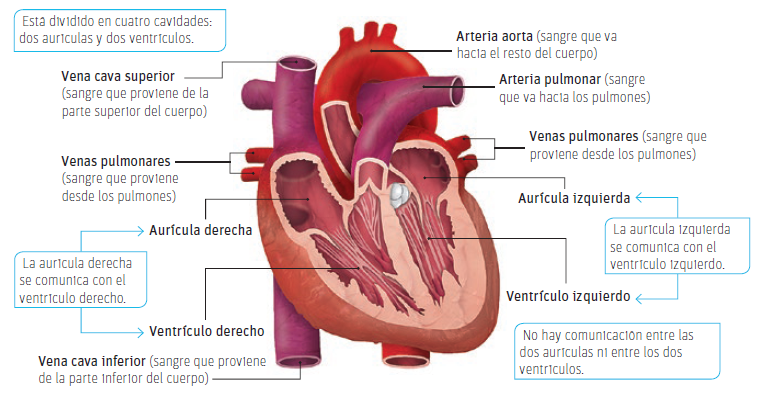 Está dividido en cuatro cavidades:
dos aurículas y dos ventrículos.
Vena cava superior
(sangre que proviene de la
parte superior del cuerpo)
Venas pulmonares
(sangre que proviene
desde los pulmones)
Aurícula derecha
La aurícula derecha
se comunica con el
ventrículo derecho.
Ventrículo derecho
Vena cava inferior (sangre que proviene
de la parte inferior del cuerpo)
Arteria aorta (sangre que va
hacia el resto del cuerpo)
Arteria pulmonar (sangre
que va hacia los pulmones)
Venas pulmonares (sangre que
proviene desde los pulmones)
Aurícula izquierda
La aurícula izquierda
se comunica con el
ventrículo izquierdo.
Ventrículo izquierdo
No hay comunicación entre las
dos aurículas ni entre los dos
ventrículos.